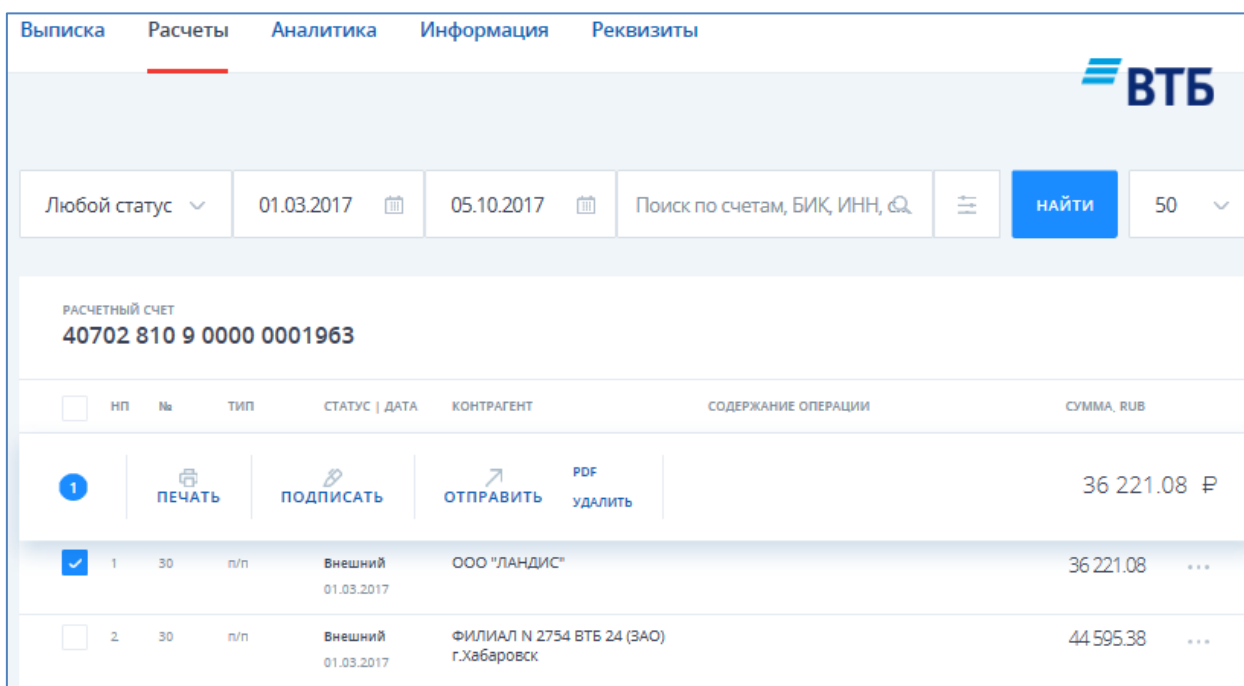 Выписка Расчеты Аналитика Информация Реквизиты
ВТБ
Любой статус 01.03.2017 05.10.2017 Поиск по счетам, БИК, ИНН, НАЙТИ 50
РАСЧЕТНЫЙ СЧЕТ
40702 810 9 0000 0001963
НП № ТИП СТАТУС | ДАТА КОНТРАГЕНТ СОДЕРЖАНИЕ ОПЕРАЦИИ СУММА, RUB
1 ПЕЧАТЬ ПОДПИСАТЬ ОТПРАВИТЬ PDF 36 221.08 ₽
УДАЛИТЬ
1 30 п/п Внешний ООО "ЛАНДИС" 36 221.08 ...
01.03.2017
2 30 п/п Внешний ФИЛИАЛ N 2754 ВТБ 24 (ЗАО) 44 595.38 ...
01.03.2017 г.Хабаровск